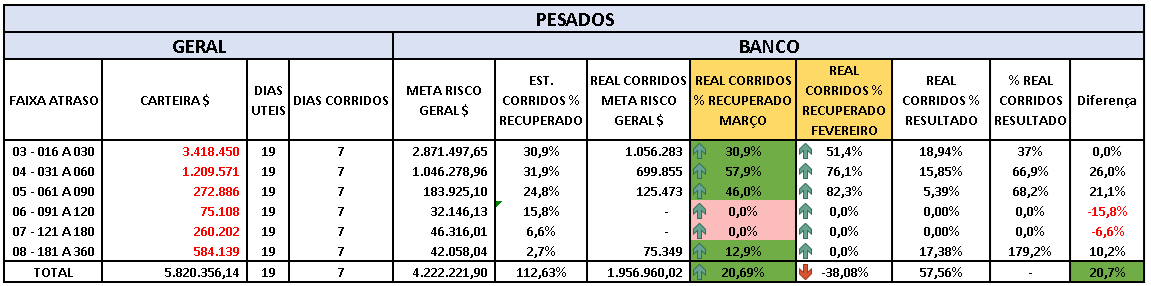 PESADOS
GERAL BANCO
FAIXA ATRASO CARTEIRA $ DIAS UTEIS DIAS CORRIDOS META RISCO GERAL $ EST. CORRIDOS % RECUPERADO REAL CORRIDOS META RISCO GERAL $ REAL CORRIDOS % RECUPERADO MARÇO REAL CORRIDOS % RECUPERADO FEVEREIRO REAL CORRIDOS % RESULTADO % REAL CORRIDOS RESULTADO Diferença
03 - 016 A 030 3.418.450 19 7 2.871.497,65 30,9% 1.056.283 30,9% 51,4% 18,94% 37% 0,0%
04 - 031 A 060 1.209.571 19 7 1.046.278,96 31,9% 699.855 57,9% 76,1% 15,85% 66,9% 26,0%
05 - 061 A 090 272.886 19 7 183.925,10 24,8% 125.473 46,0% 82,3% 5,39% 68,2% 21,1%
06 - 091 A 120 75.108 19 7 32.146,13 15,8% - 0,0% 0,0% 0,00% 0,0% -15,8%
07 - 121 A 180 260.202 19 7 46.316,01 6,6% - 0,0% 0,0% 0,00% 0,0% -6,6%
08 - 181 A 360 584.139 19 7 42.058,04 2,7% 75.349 12,9% 0,0% 17,38% 179,2% 10,2%
TOTAL 5.820.356,14 19 7 4.222.221,90 112,63% 1.956.960,02 20,69% -38,08% 57,56% - 20,7%